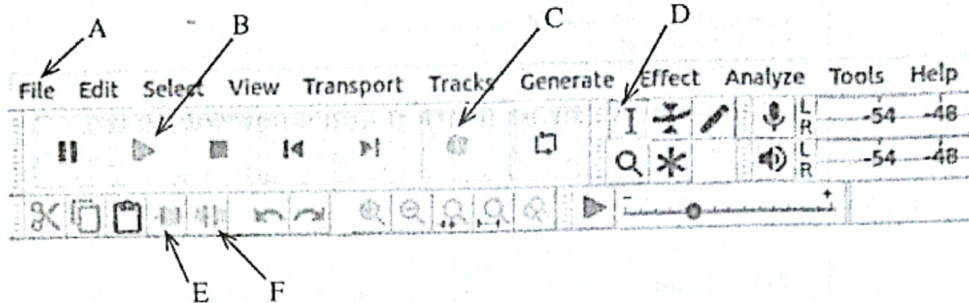 A B C D
File Edit Select View Transport Tracks Generate Effect Analyze Tools Help
L -54 -48
R
L -54 -48
R
- +
E F